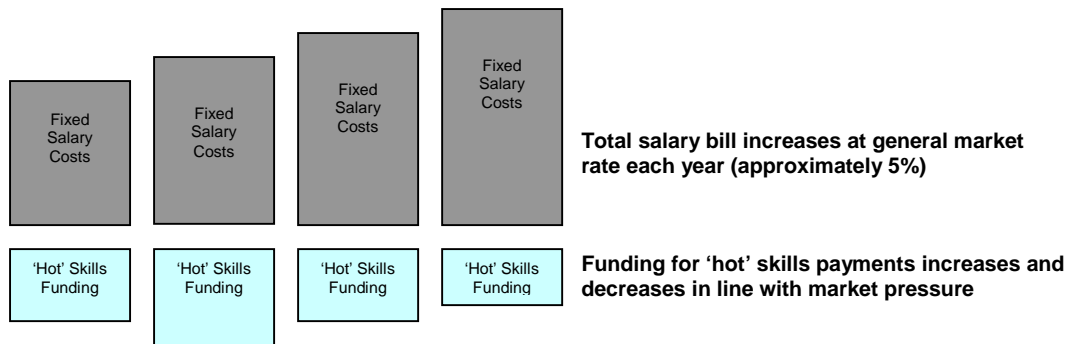 Fixed
Salary
Costs
Fixed
Salary
Costs
Fixed
Salary
Costs
Fixed
Salary
Costs
Total salary bill increases at general market
rate each year (approximately 5%)
‘Hot’ Skills
Funding
‘Hot’ Skills
Funding
‘Hot’ Skills
Funding
‘Hot’ Skills
Funding
Funding for ‘hot’ skills payments increases and
decreases in line with market pressure